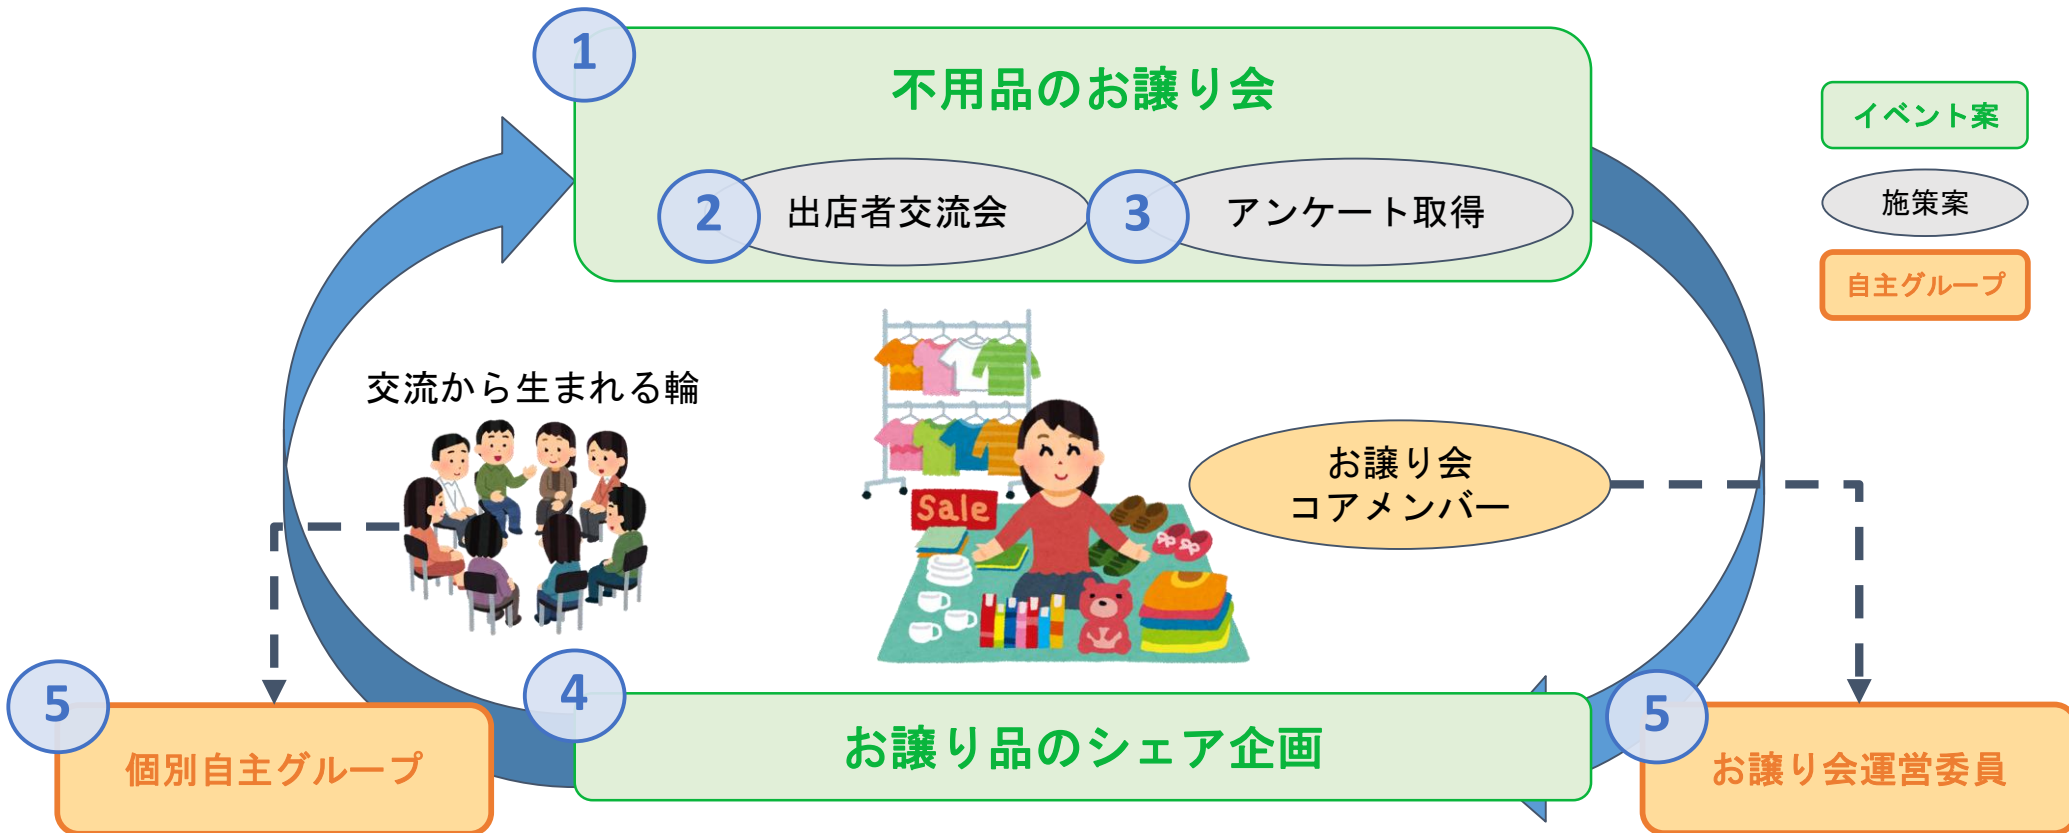 1
不用品のお譲り会
2
出店者交流会
3
アンケート取得
イベント案
施策案
自主グループ
交流から生まれる輪
Sale
お譲り会
コアメンバー
4
お譲り品のシェア企画
5
個別自主グループ
5
お譲り会運営委員